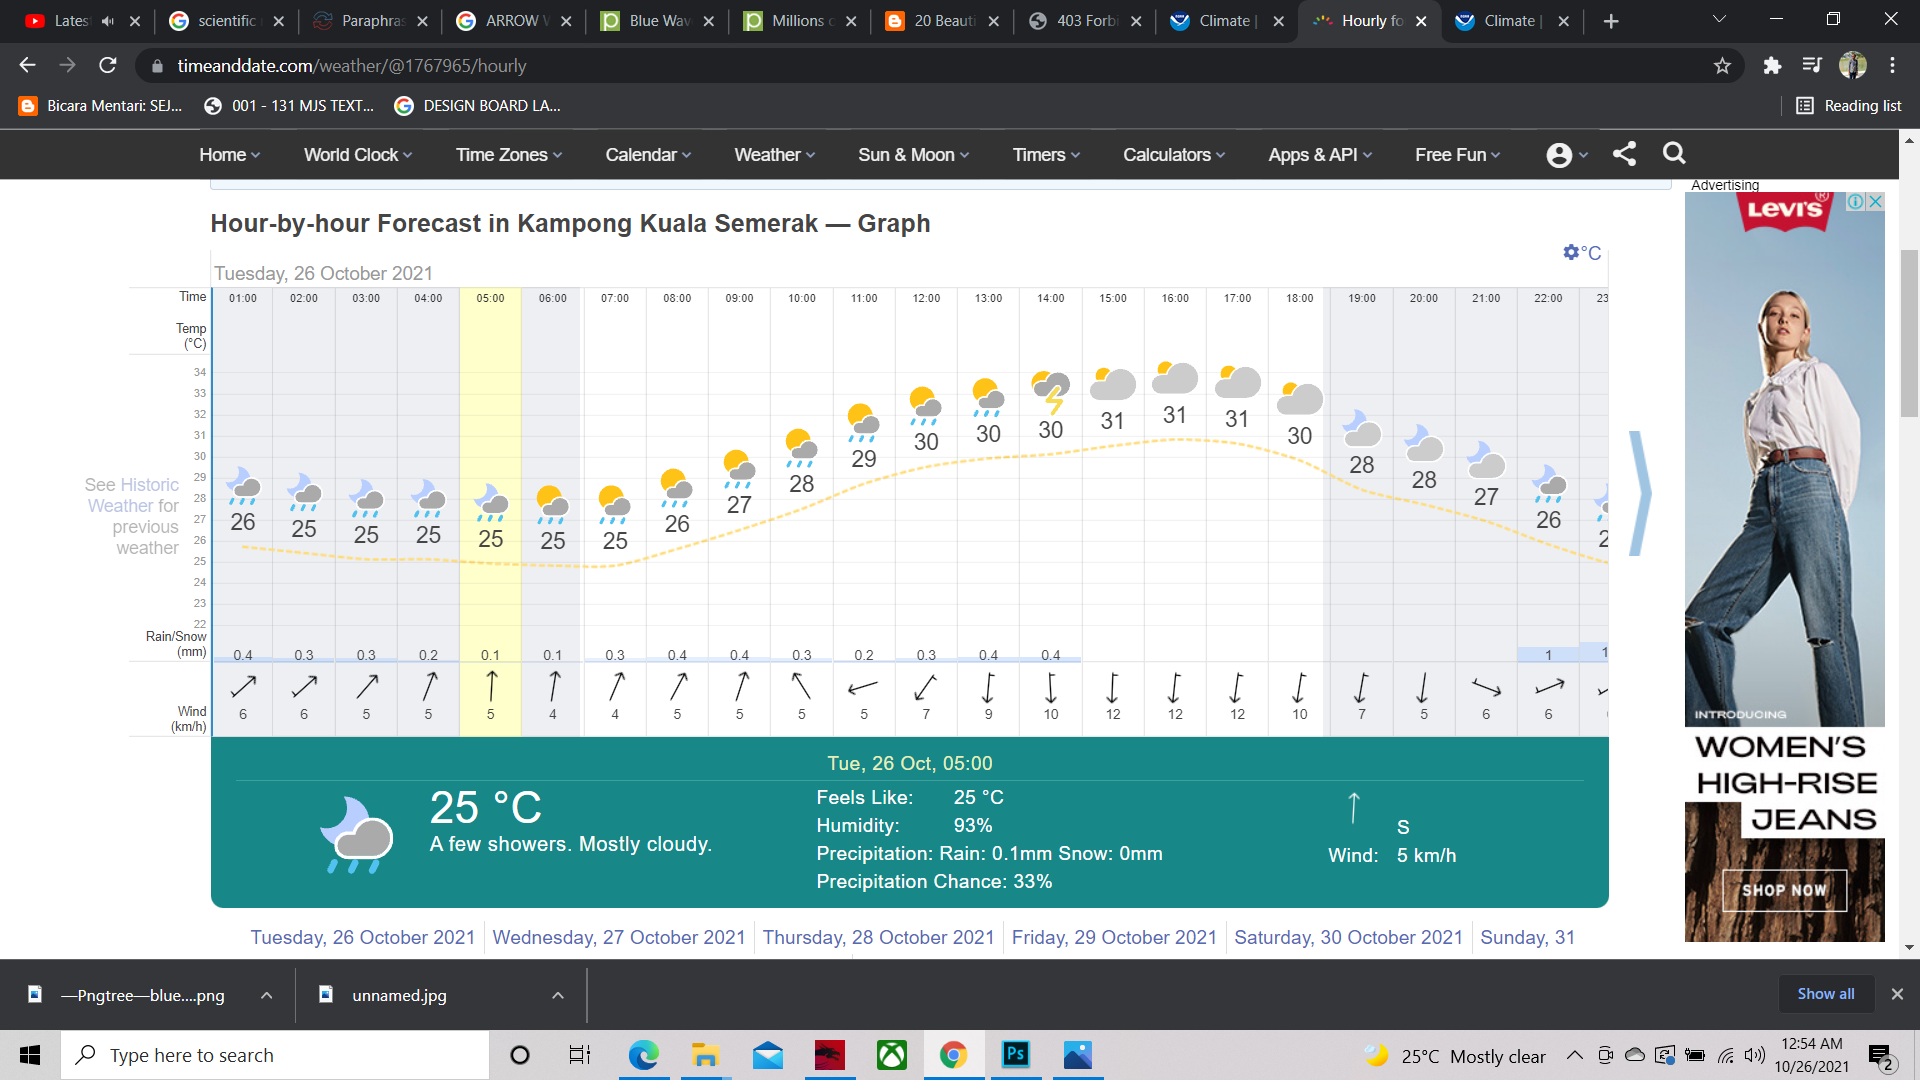 Latest
scientific
Paraphras
ARROW V
Blue Wav
Millions o
20 Beauti
403 Forbi
Climate |
Hourly fo
Climate |
timeanddate.com/weather/@1767965/hourly
Bicara Mentari: SEJ...
001 - 131 MJS TEXT...
DESIGN BOARD LA...
Reading list
Home
World Clock
Time Zones
Calendar
Weather
Sun & Moon
Timers
Calculators
Apps & API
Free Fun
Advertising
Hour-by-hour Forecast in Kampong Kuala Semerak — Graph
°C
Tuesday, 26 October 2021
Time 01:00 02:00 03:00 04:00 05:00 06:00 07:00 08:00 09:00 10:00 11:00 12:00 13:00 14:00 15:00 16:00 17:00 18:00 19:00 20:00 21:00 22:00 23
Temp
(°C)
34
33
32
31
30
29
28
27
26
25
24
23
22
26 25 25 25 25 25 25 26 27 28 29 30 30 30 31 31 31 30 28 28 27 26 2
See Historic
Weather for
previous
weather
Rain/Snow
(mm)
0.4 0.3 0.3 0.2 0.1 0.1 0.3 0.4 0.4 0.3 0.2 0.3 0.4 0.4 1 1
Wind
(km/h)
6 6 5 5 5 4 4 5 5 5 5 7 9 10 12 12 12 10 7 5 6 6
Tue, 26 Oct, 05:00
25 °C
A few showers. Mostly cloudy.
Feels Like: 25 °C
Humidity: 93%
Precipitation: Rain: 0.1mm Snow: 0mm
Precipitation Chance: 33%
S
Wind: 5 km/h
Tuesday, 26 October 2021
Wednesday, 27 October 2021
Thursday, 28 October 2021
Friday, 29 October 2021
Saturday, 30 October 2021
Sunday, 31
LEVI'S
INTRODUCING
WOMEN'S
HIGH-RISE
JEANS
SHOP NOW
—Pngtree—blue....png
unnamed.jpg
Show all
Type here to search
Ps
25°C Mostly clear
12:54 AM
10/26/2021
2